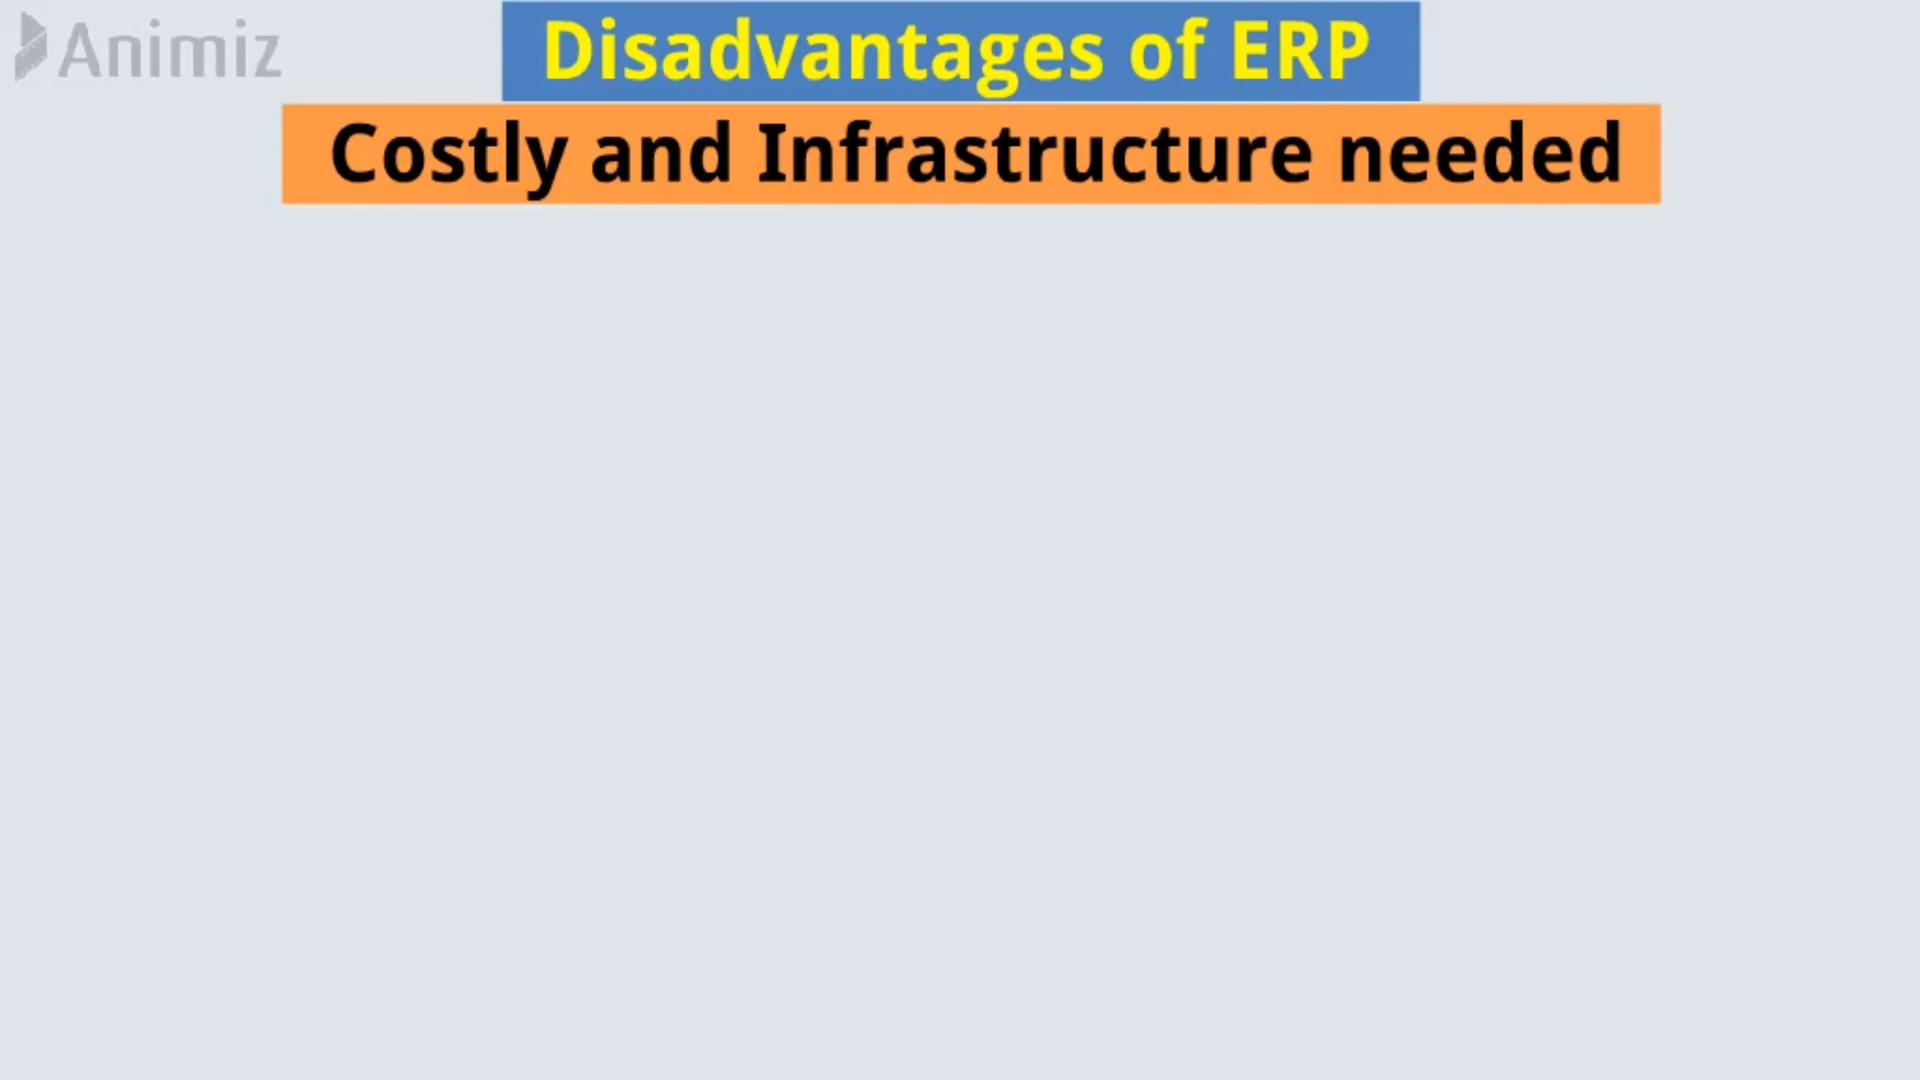 Animiz
Disadvantages of ERP
Costly and Infrastructure needed